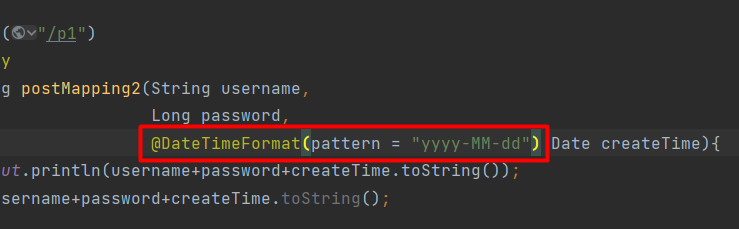 ("/p1")
y
g postMapping2(String username,
Long password,
@DateTimeFormat(pattern = "yyyy-MM-dd") Date createTime){
ut.println(username+password+createTime.toString());
sername+password+createTime.toString();